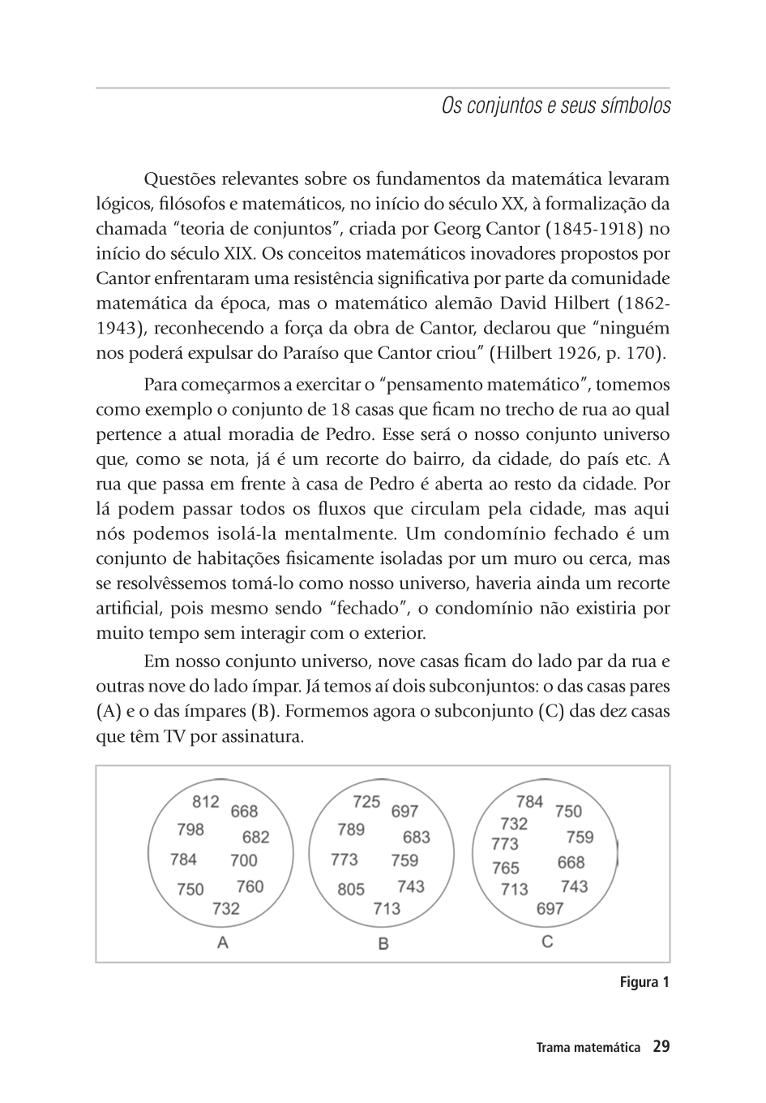 Os conjuntos e seus símbolos
Questões relevantes sobre os fundamentos da matemática levaram
lógicos, filósofos e matemáticos, no início do século XX, à formalização da
chamada “teoria de conjuntos”, criada por Georg Cantor (1845-1918) no
início do século XIX. Os conceitos matemáticos inovadores propostos por
Cantor enfrentaram uma resistência significativa por parte da comunidade
matemática da época, mas o matemático alemão David Hilbert (1862-
1943), reconhecendo a força da obra de Cantor, declarou que “ninguém
nos poderá expulsar do Paraíso que Cantor criou” (Hilbert 1926, p. 170).
Para começarmos a exercitar o “pensamento matemático”, tomemos
como exemplo o conjunto de 18 casas que ficam no trecho de rua ao qual
pertence a atual moradia de Pedro. Esse será o nosso conjunto universo
que, como se nota, já é um recorte do bairro, da cidade, do país etc. A
rua que passa em frente à casa de Pedro é aberta ao resto da cidade. Por
lá podem passar todos os fluxos que circulam pela cidade, mas aqui
nós podemos isolá-la mentalmente. Um condomínio fechado é um
conjunto de habitações fisicamente isoladas por um muro ou cerca, mas
se resolvêssemos tomá-lo como nosso universo, haveria ainda um recorte
artificial, pois mesmo sendo “fechado”, o condomínio não existiria por
muito tempo sem interagir com o exterior.
Em nosso conjunto universo, nove casas ficam do lado par da rua e
outras nove do lado ímpar. Já temos aí dois subconjuntos: o das casas pares
(A) e o das ímpares (B). Formemos agora o subconjunto (C) das dez casas
que têm TV por assinatura.
812 668
798 682
784 700
750 760
732
A
725 697
789 683
773 759
805 743
713
B
784 750
732
773 759
765 668
713 743
697
C
Figura 1
Trama matemática 29